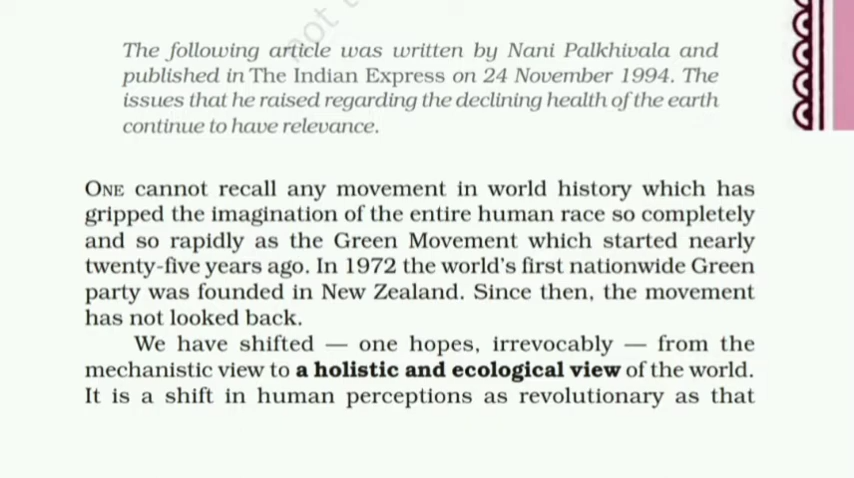 The following article was written by Nani Palkhivala and
published in The Indian Express on 24 November 1994. The
issues that he raised regarding the declining health of the earth
continue to have relevance.
ONE cannot recall any movement in world history which has
gripped the imagination of the entire human race so completely
and so rapidly as the Green Movement which started nearly
twenty-five years ago. In 1972 the world's first nationwide Green
party was founded in New Zealand. Since then, the movement
has not looked back.
We have shifted — one hopes, irrevocably — from the
mechanistic view to a holistic and ecological view of the world.
It is a shift in human perceptions as revolutionary as that